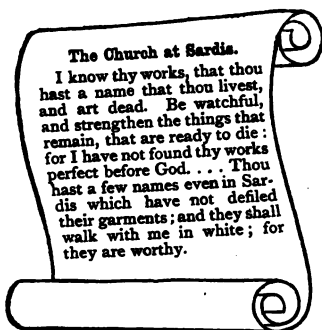 The Church at Sardis.
I know thy works, that thou
hast a name that thou livest,
and art dead. Be watchful,
and strengthen the things that
remain, that are ready to die :
for I have not found thy works
perfect before God. . . . Thou
hast a few names even in Sar-
dis which have not defiled
their garments ; and they shall
walk with me in white ; for
they are worthy.